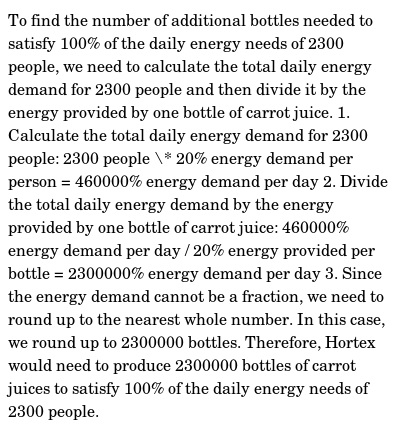 To find the number of additional bottles needed to
satisfy 100% of the daily energy needs of 2300
people, we need to calculate the total daily energy
demand for 2300 people and then divide it by the
energy provided by one bottle of carrot juice. 1.
Calculate the total daily energy demand for 2300
people: 2300 people \* 20% energy demand per
person = 460000% energy demand per day 2. Divide
the total daily energy demand by the energy
provided by one bottle of carrot juice: 460000%
energy demand per day / 20% energy provided per
bottle = 2300000% energy demand per day 3. Since
the energy demand cannot be a fraction, we need to
round up to the nearest whole number. In this case,
we round up to 2300000 bottles. Therefore, Hortex
would need to produce 2300000 bottles of carrot
juices to satisfy 100% of the daily energy needs of
2300 people.